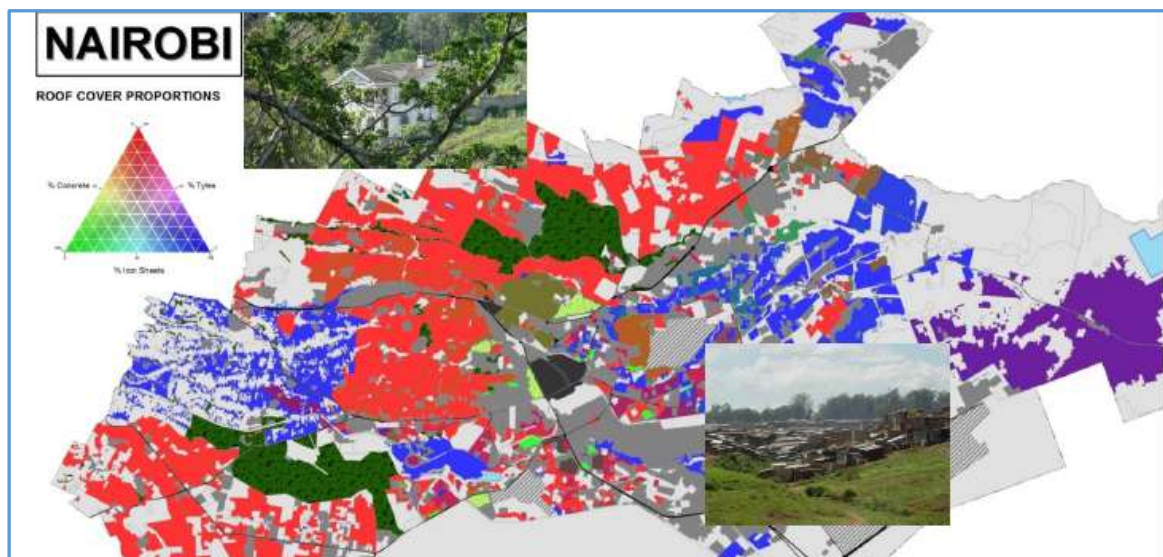 NAIROBI
ROOF COVER PROPORTIONS
% Concrete
% Tyles
% Iron Sheets